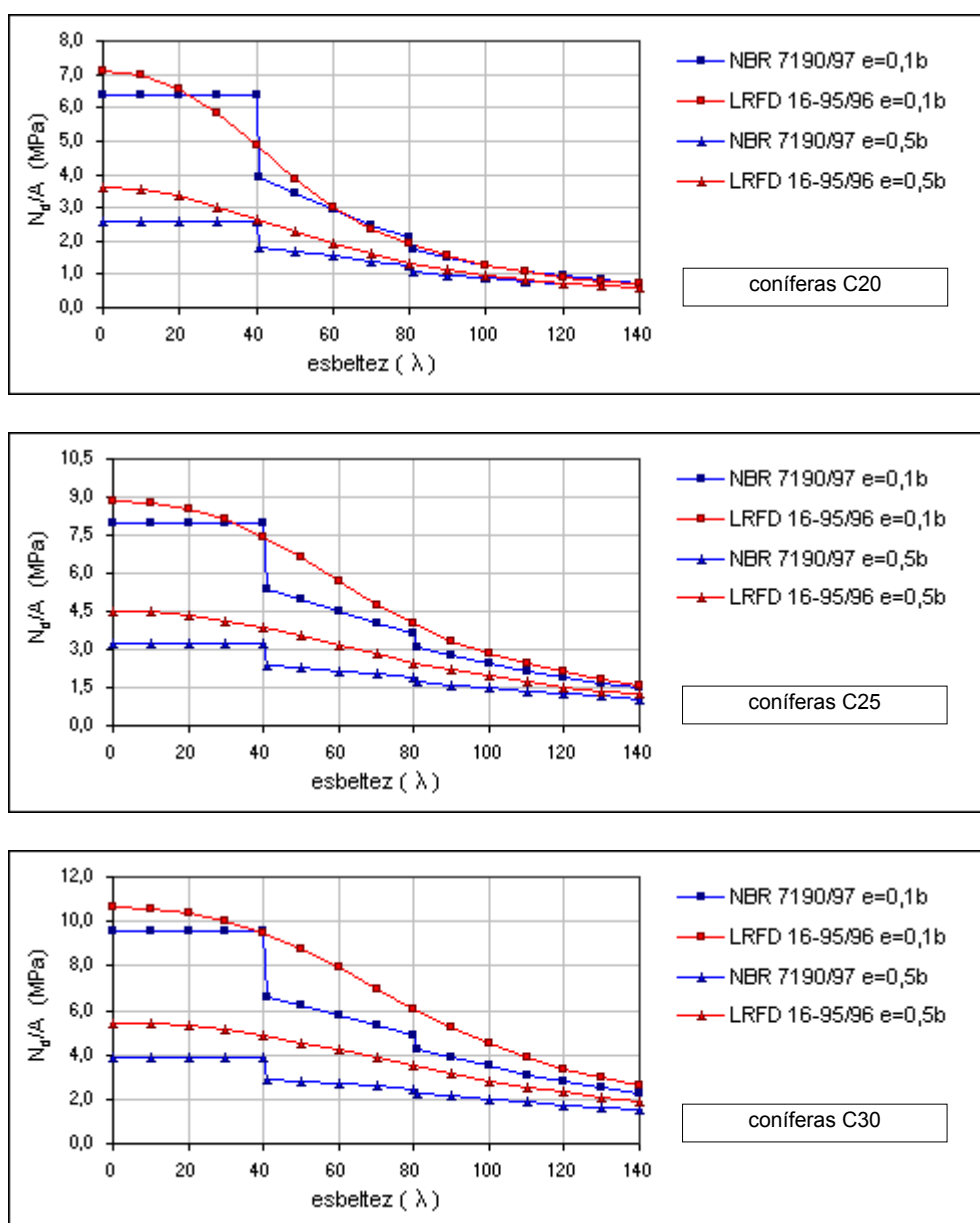 8,0
7,0
6,0
5,0
4,0
3,0
2,0
1,0
0,0
N_d/A (MPa)
0 20 40 60 80 100 120 140
esbeltez ( λ )
NBR 7190/97 e=0,1b
LRFD 16-95/96 e=0,1b
NBR 7190/97 e=0,5b
LRFD 16-95/96 e=0,5b
coníferas C20
10,5
9,0
7,5
6,0
4,5
3,0
1,5
0,0
N_d/A (MPa)
0 20 40 60 80 100 120 140
esbeltez ( λ )
NBR 7190/97 e=0,1b
LRFD 16-95/96 e=0,1b
NBR 7190/97 e=0,5b
LRFD 16-95/96 e=0,5b
coníferas C25
12,0
10,0
8,0
6,0
4,0
2,0
0,0
N_d/A (MPa)
0 20 40 60 80 100 120 140
esbeltez ( λ )
NBR 7190/97 e=0,1b
LRFD 16-95/96 e=0,1b
NBR 7190/97 e=0,5b
LRFD 16-95/96 e=0,5b
coníferas C30